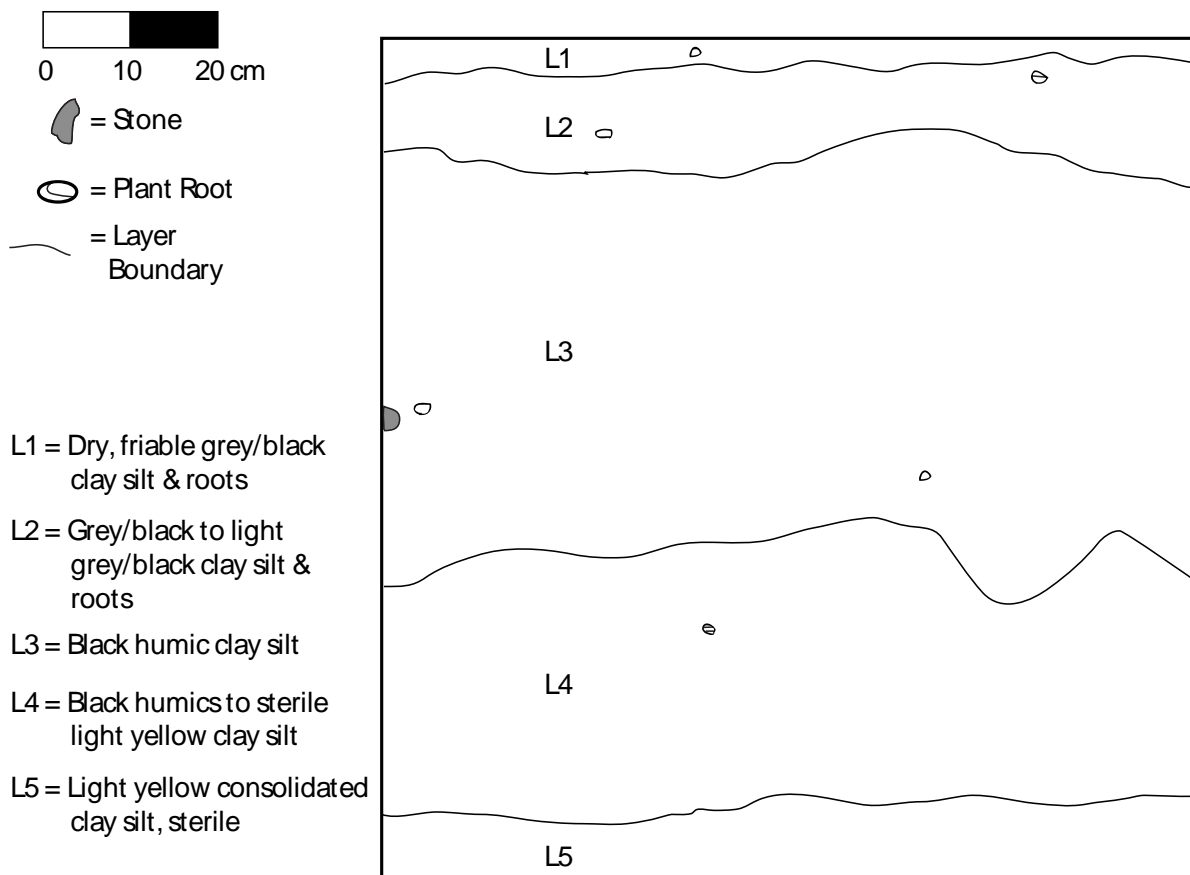 0 10 20 cm
= Stone
= Plant Root
= Layer
Boundary
L1 = Dry, friable grey/black
clay silt & roots
L2 = Grey/black to light
grey/black clay silt &
roots
L3 = Black humic clay silt
L4 = Black humics to sterile
light yellow clay silt
L5 = Light yellow consolidated
clay silt, sterile
L1
L2
L3
L4
L5